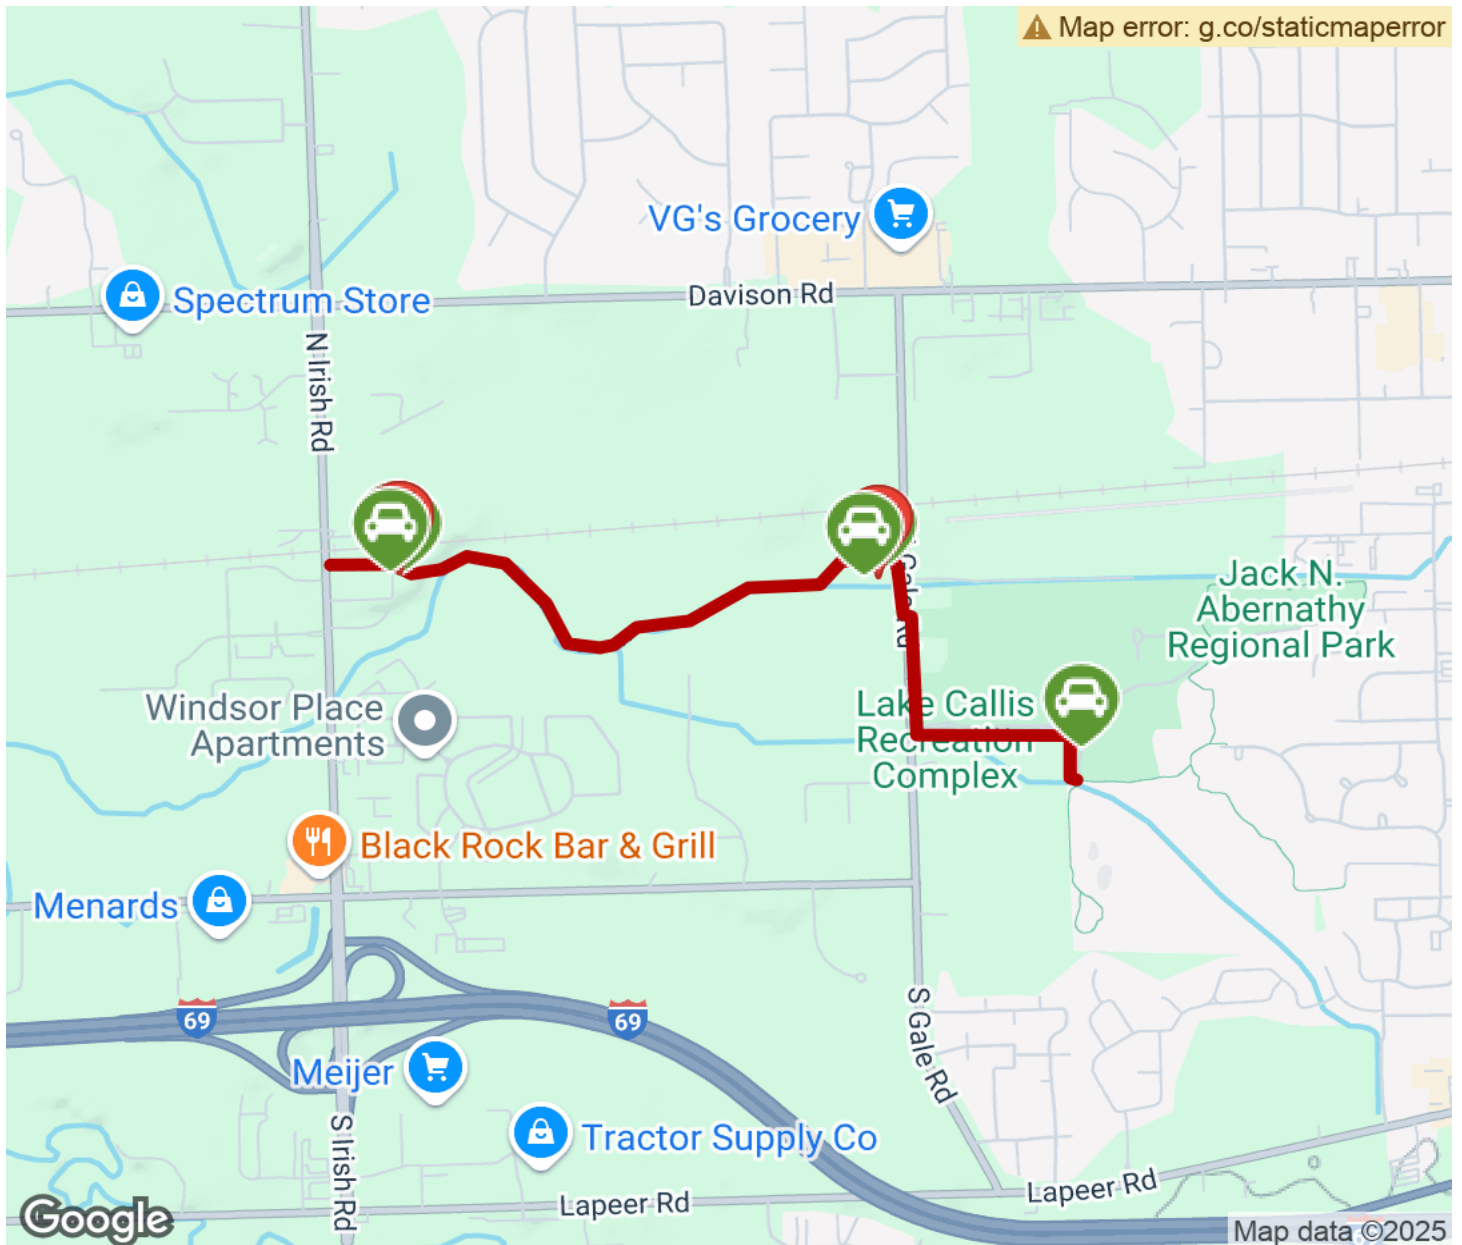 Map error: g.co/staticmaperror
VG's Grocery
Davison Rd
Spectrum Store
N Irish Rd
Gale Rd
Jack N.
Abernathy
Regional Park
Windsor Place
Apartments
Lake Callis
Recreation
Complex
Black Rock Bar & Grill
Menards
69
69
S Gale Rd
Meijer
Tractor Supply Co
S Irish Rd
Lapeer Rd
Lapeer Rd
Google
Map data ©2025